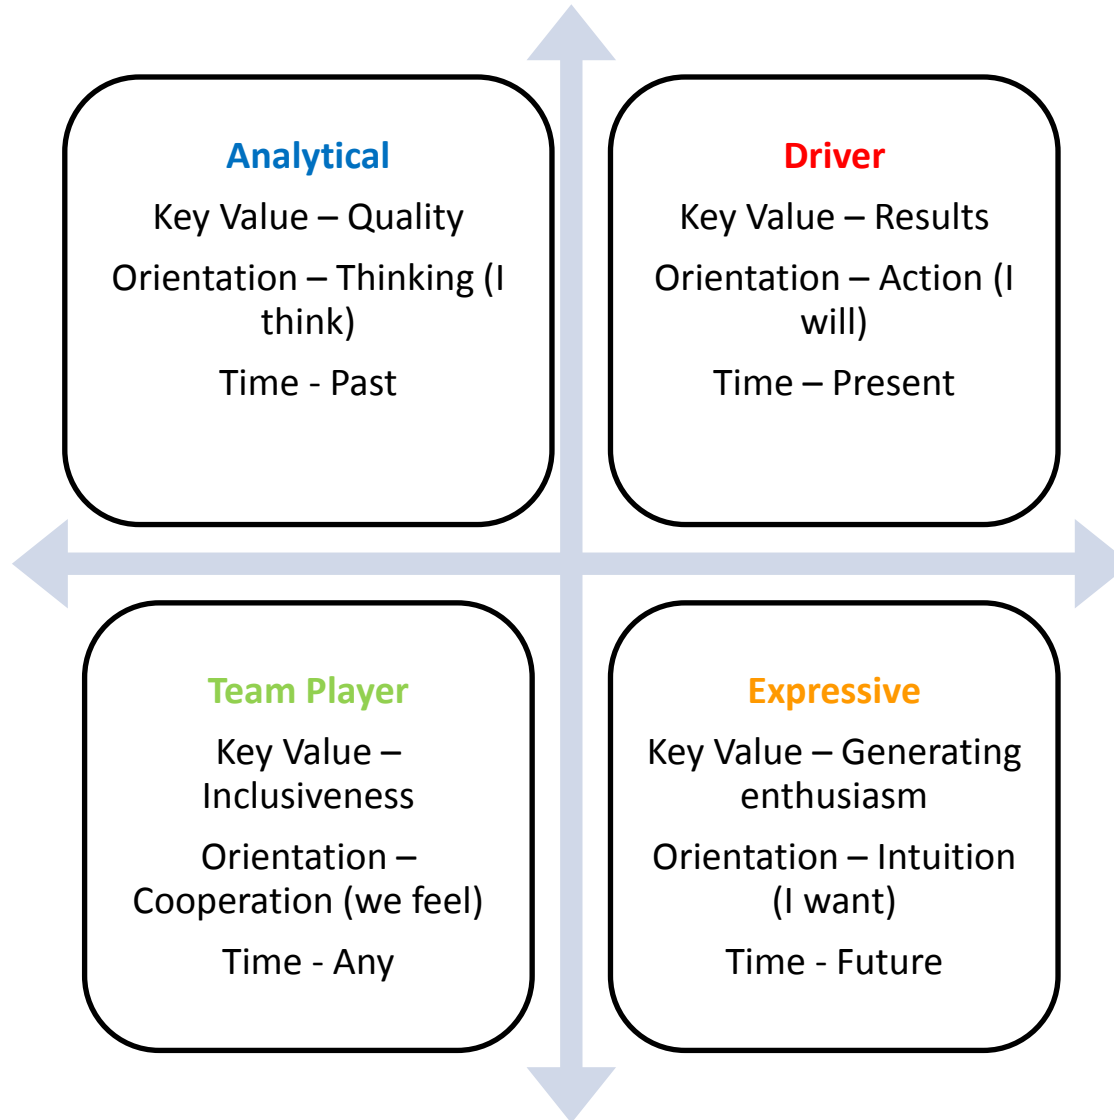 Analytical
Key Value – Quality
Orientation – Thinking (I
think)
Time - Past
Driver
Key Value – Results
Orientation – Action (I
will)
Time – Present
Team Player
Key Value –
Inclusiveness
Orientation –
Cooperation (we feel)
Time - Any
Expressive
Key Value – Generating
enthusiasm
Orientation – Intuition
(I want)
Time - Future